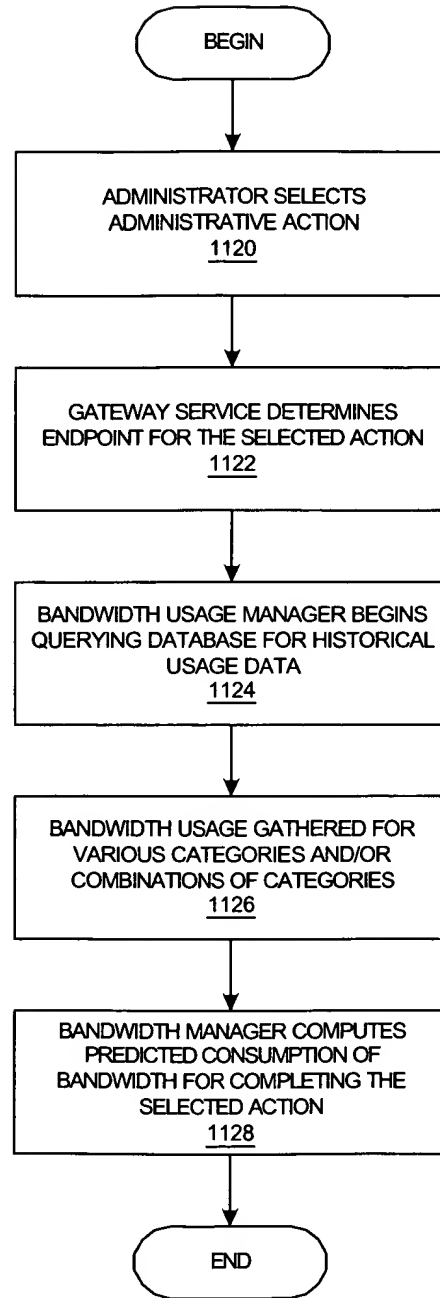 BEGIN
ADMINISTRATOR SELECTS
ADMINISTRATIVE ACTION
1120
GATEWAY SERVICE DETERMINES
ENDPOINT FOR THE SELECTED ACTION
1122
BANDWIDTH USAGE MANAGER BEGINS
QUERYING DATABASE FOR HISTORICAL
USAGE DATA
1124
BANDWIDTH USAGE GATHERED FOR
VARIOUS CATEGORIES AND/OR
COMBINATIONS OF CATEGORIES
1126
BANDWIDTH MANAGER COMPUTES
PREDICTED CONSUMPTION OF
BANDWIDTH FOR COMPLETING THE
SELECTED ACTION
1128
END